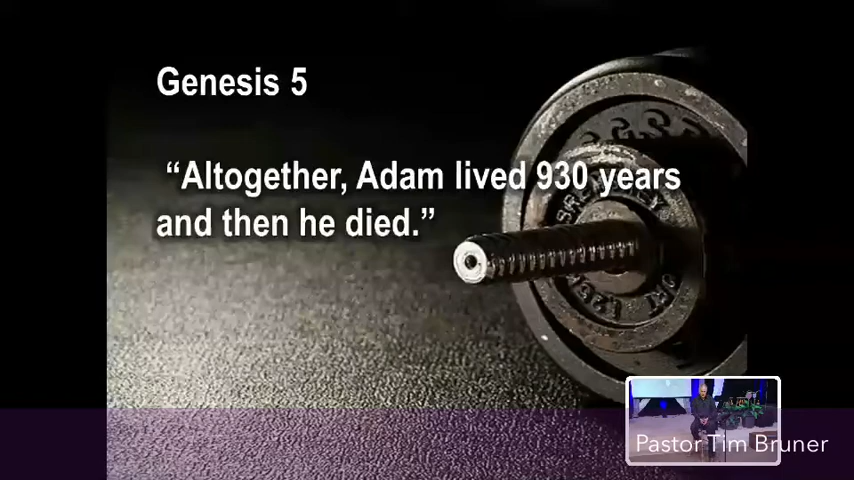 Genesis 5
“Altogether, Adam lived 930 years
and then he died.”
Pastor Tim Bruner